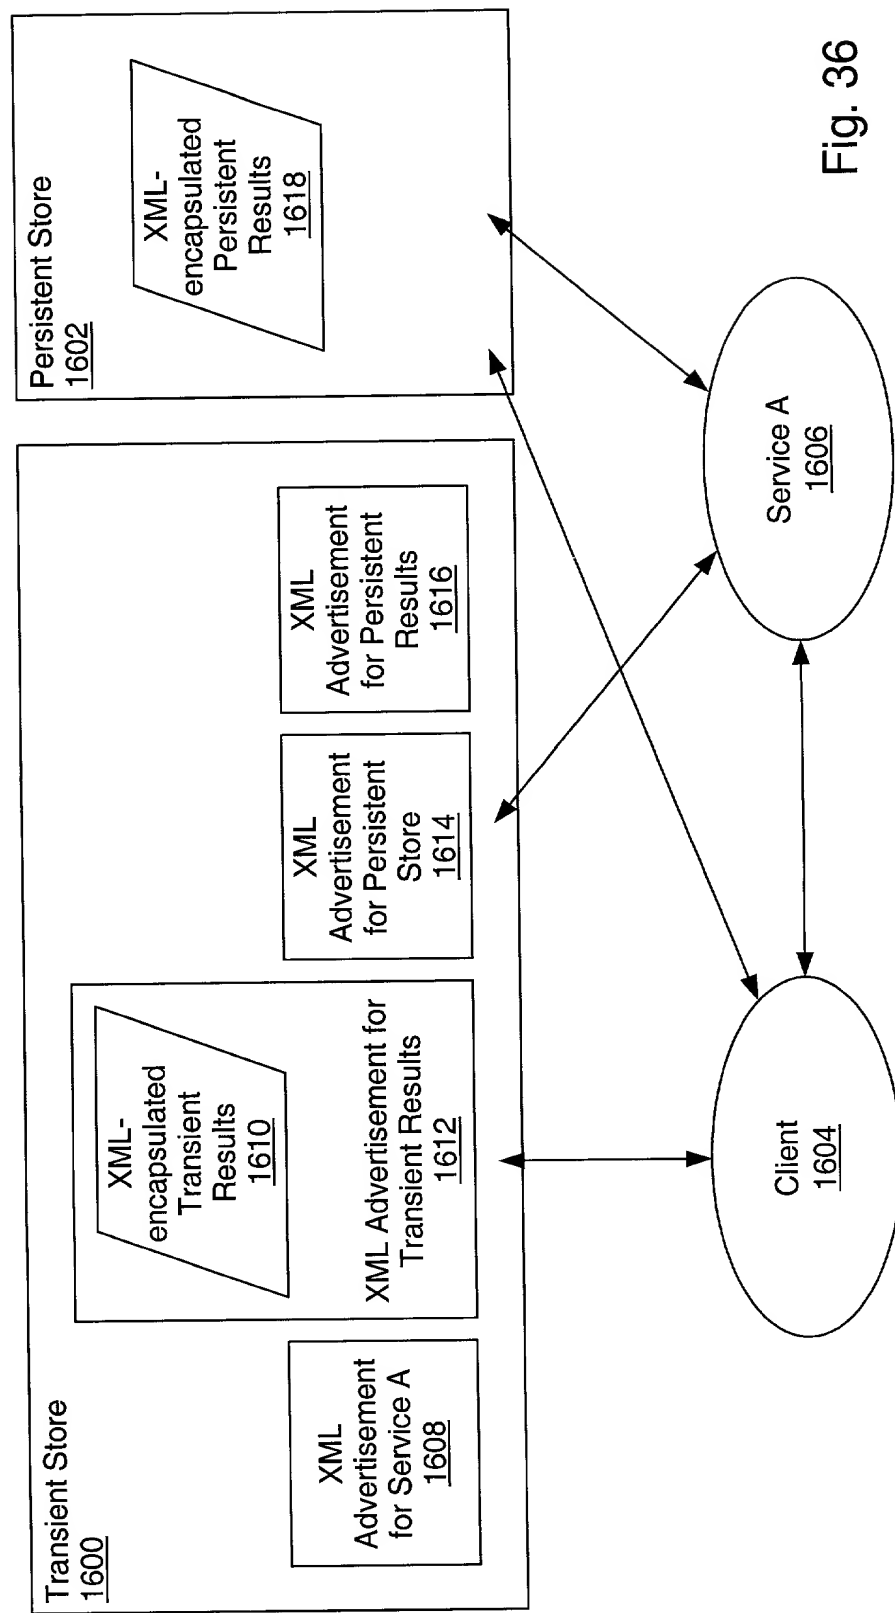 Transient Store
1600
XML
Advertisement
for Service A
1608
XML-
encapsulated
Transient
Results
1610
XML Advertisement for
Transient Results
1612
XML
Advertisement
for Persistent
Store
1614
XML
Advertisement
for Persistent
Results
1616
Persistent Store
1602
XML-
encapsulated
Persistent
Results
1618
Client
1604
Service A
1606
Fig. 36